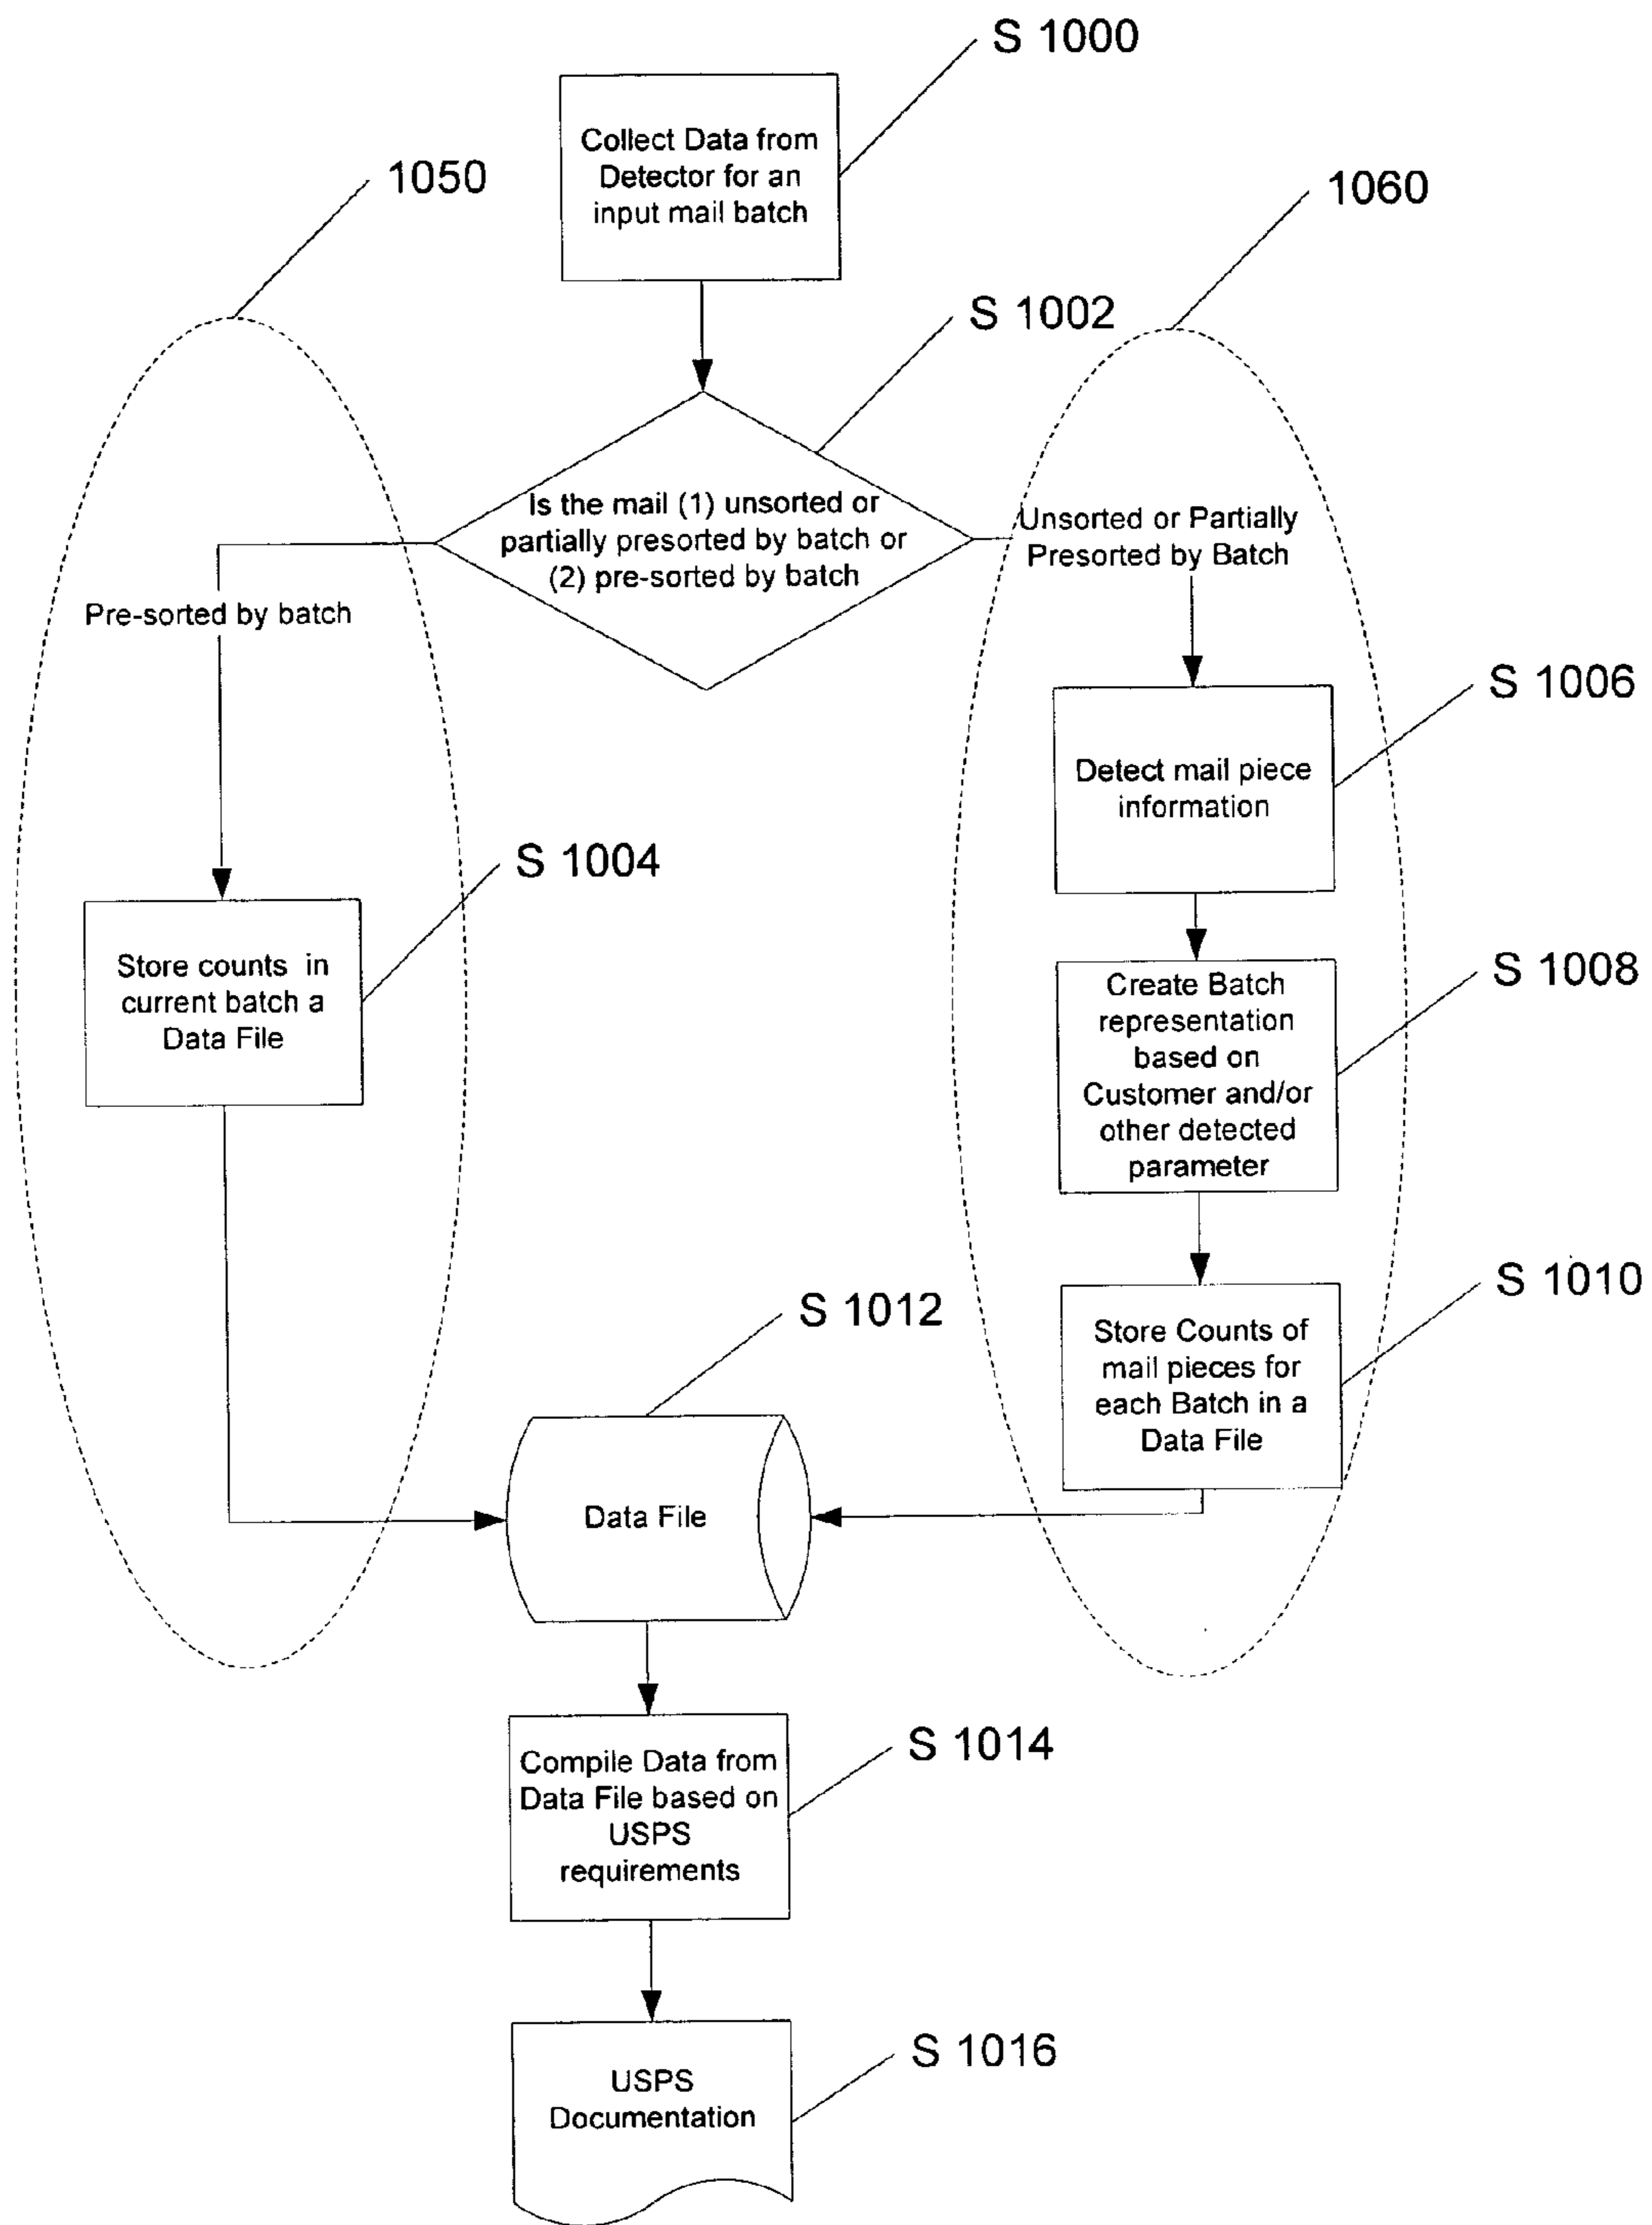 S 1000
Collect Data from
Detector for an
input mail batch
1050
1060
S 1002
Is the mail (1) unsorted or
partially presorted by batch or
(2) pre-sorted by batch
Unsorted or Partially
Presorted by Batch
Pre-sorted by batch
S 1006
Detect mail piece
information
S 1004
Store counts in
current batch a
Data File
S 1008
Create Batch
representation
based on
Customer and/or
other detected
parameter
S 1010
Store Counts of
mail pieces for
each Batch in a
Data File
S 1012
Data File
S 1014
Compile Data from
Data File based on
USPS
requirements
S 1016
USPS
Documentation